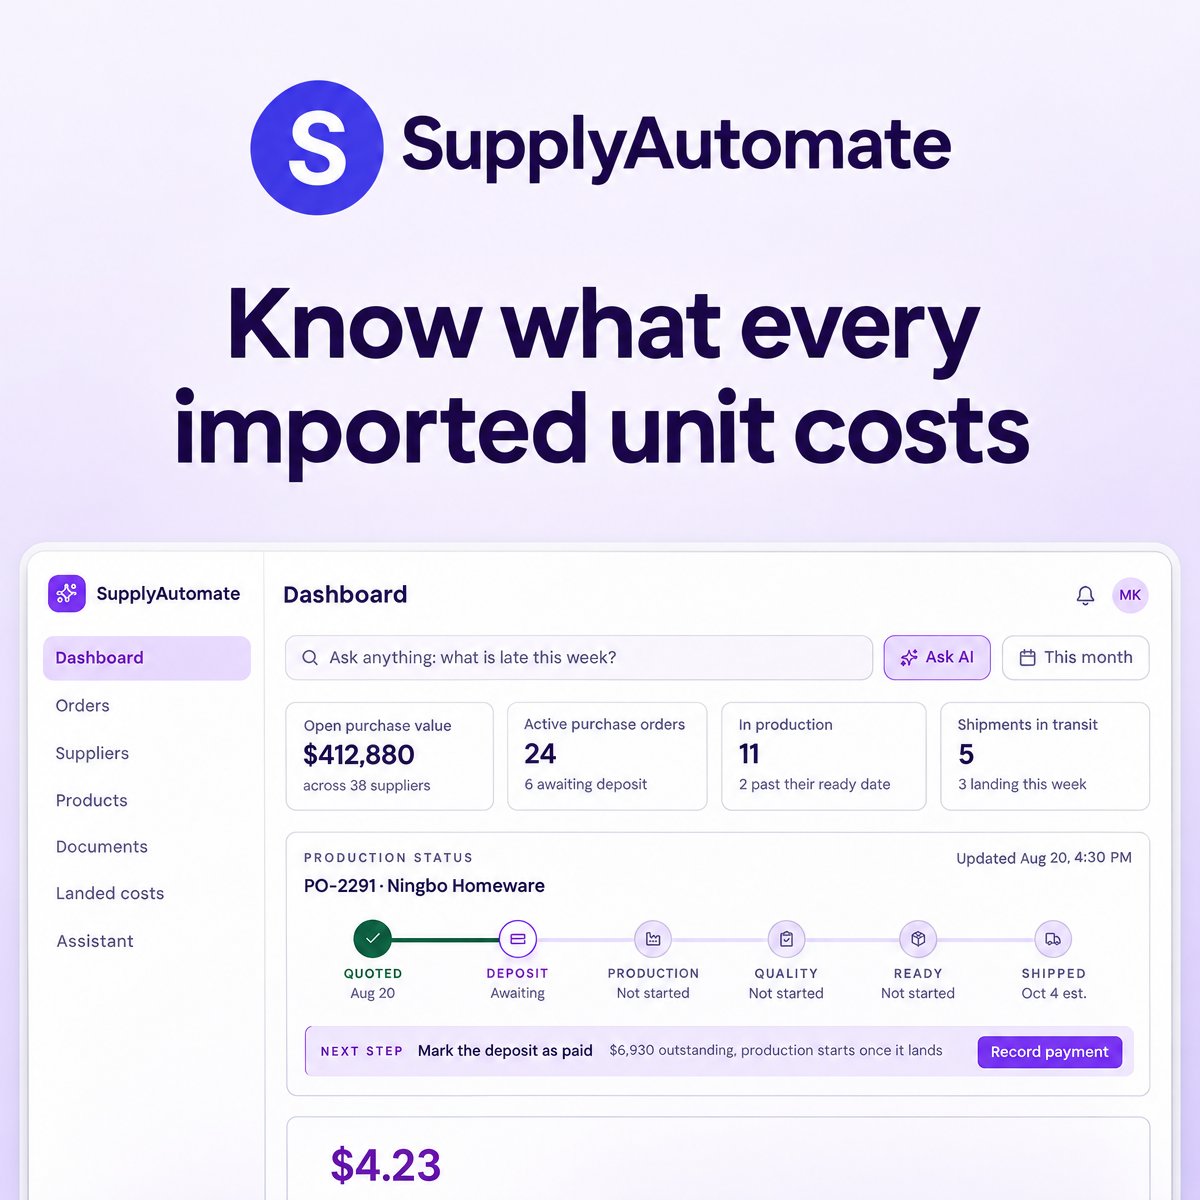 S SupplyAutomate
Know what every
imported unit costs
SupplyAutomate
Dashboard
Orders
Suppliers
Products
Documents
Landed costs
Assistant
Dashboard
MK
Ask anything: what is late this week?
Ask AI
This month
Open purchase value
$412,880
across 38 suppliers
Active purchase orders
24
6 awaiting deposit
In production
11
2 past their ready date
Shipments in transit
5
3 landing this week
PRODUCTION STATUS
Updated Aug 20, 4:30 PM
PO-2291 · Ningbo Homeware
QUOTED
Aug 20
DEPOSIT
Awaiting
PRODUCTION
Not started
QUALITY
Not started
READY
Not started
SHIPPED
Oct 4 est.
NEXT STEP Mark the deposit as paid $6,930 outstanding, production starts once it lands
Record payment
$4.23